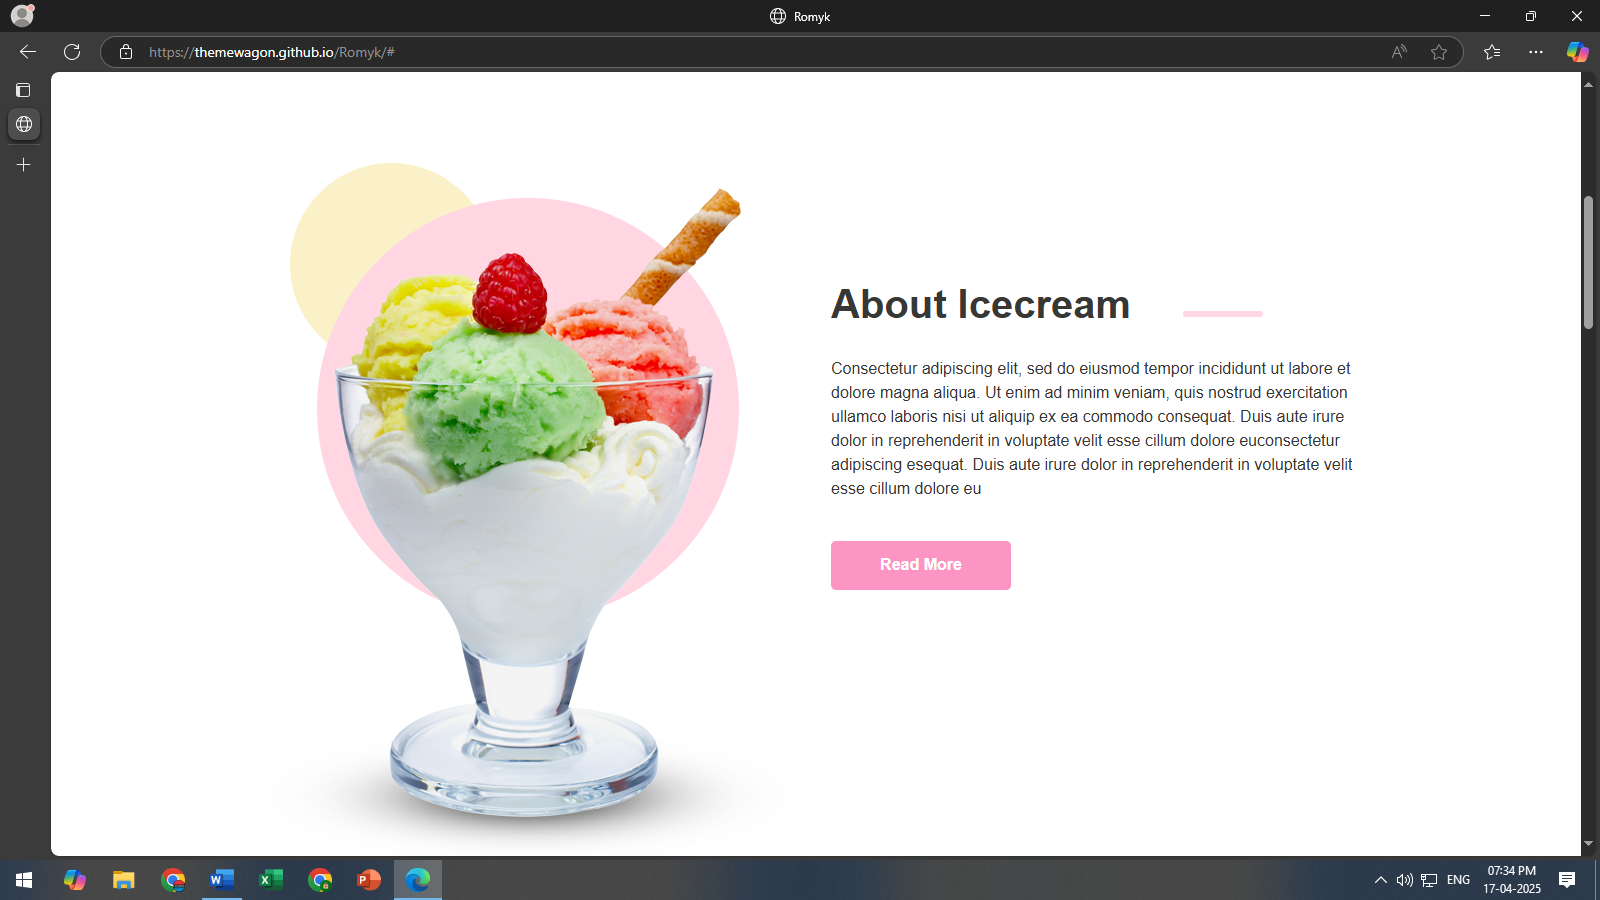 Romyk
https://themewagon.github.io/Romyk/#
About Icecream
Consectetur adipiscing elit, sed do eiusmod tempor incididunt ut labore et
dolore magna aliqua. Ut enim ad minim veniam, quis nostrud exercitation
ullamco laboris nisi ut aliquip ex ea commodo consequat. Duis aute irure
dolor in reprehenderit in voluptate velit esse cillum dolore euconsectetur
adipiscing esequat. Duis aute irure dolor in reprehenderit in voluptate velit
esse cillum dolore eu
Read More
ENG
07:34 PM
17-04-2025